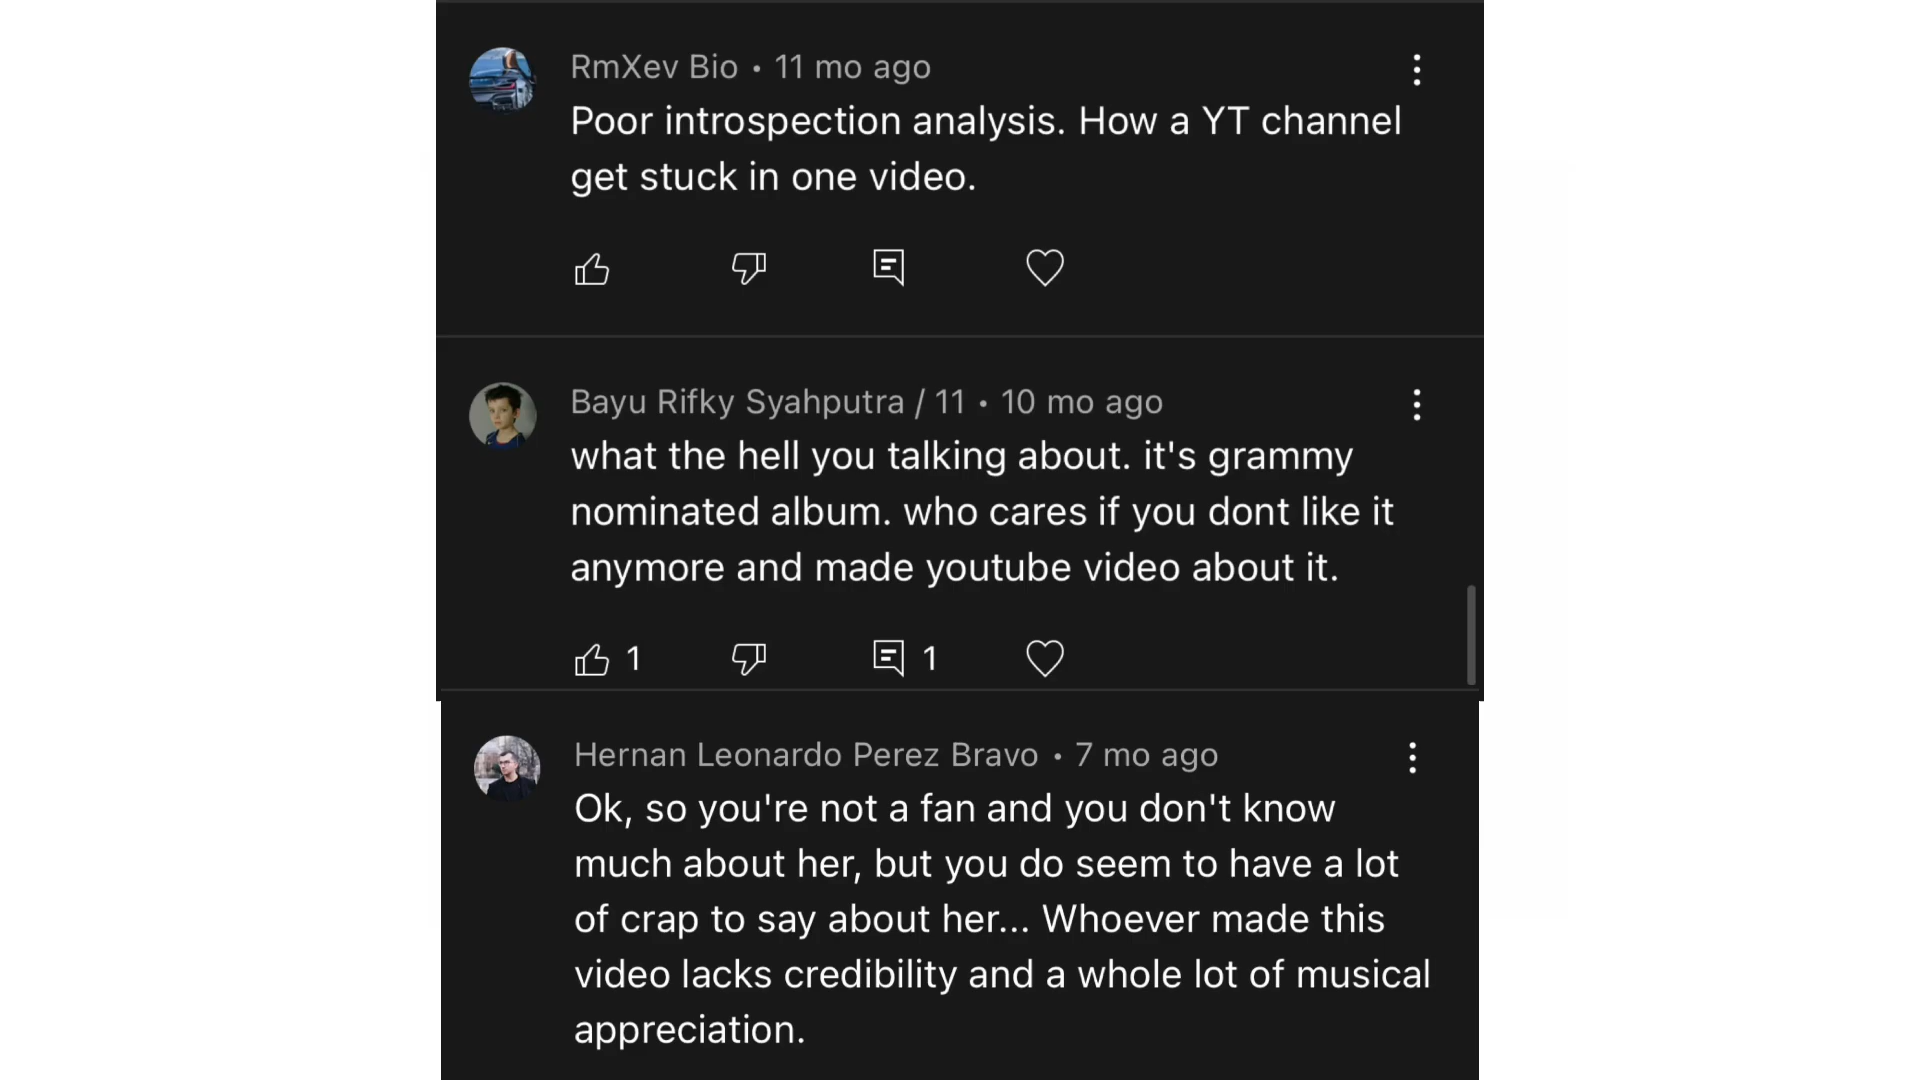 RmXev Bio • 11 mo ago
Poor introspection analysis. How a YT channel
get stuck in one video.
Bayu Rifky Syahputra / 11 • 10 mo ago
what the hell you talking about. it's grammy
nominated album. who cares if you dont like it
anymore and made youtube video about it.
1 1
Hernan Leonardo Perez Bravo • 7 mo ago
Ok, so you're not a fan and you don't know
much about her, but you do seem to have a lot
of crap to say about her... Whoever made this
video lacks credibility and a whole lot of musical
appreciation.